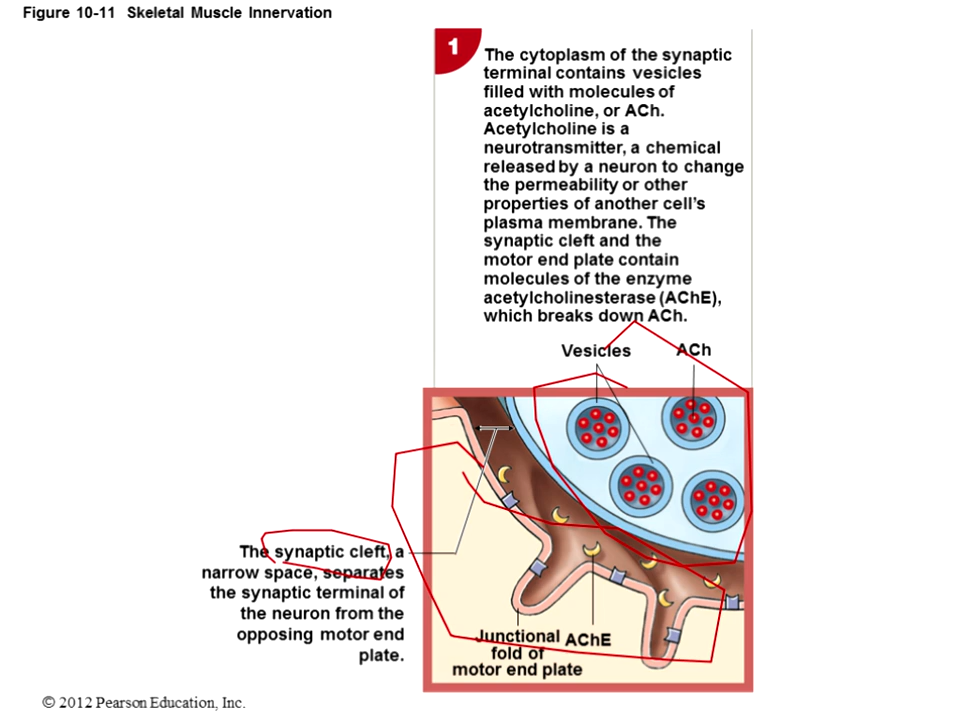 Figure 10-11 Skeletal Muscle Innervation
1
The cytoplasm of the synaptic
terminal contains vesicles
filled with molecules of
acetylcholine, or ACh.
Acetylcholine is a
neurotransmitter, a chemical
released by a neuron to change
the permeability or other
properties of another cell's
plasma membrane. The
synaptic cleft and the
motor end plate contain
molecules of the enzyme
acetylcholinesterase (AChE),
which breaks down ACh.
Vesicles
ACh
The synaptic cleft, a
narrow space, separates
the synaptic terminal of
the neuron from the
opposing motor end
plate.
Junctional
fold of
motor end plate
AChE
© 2012 Pearson Education, Inc.